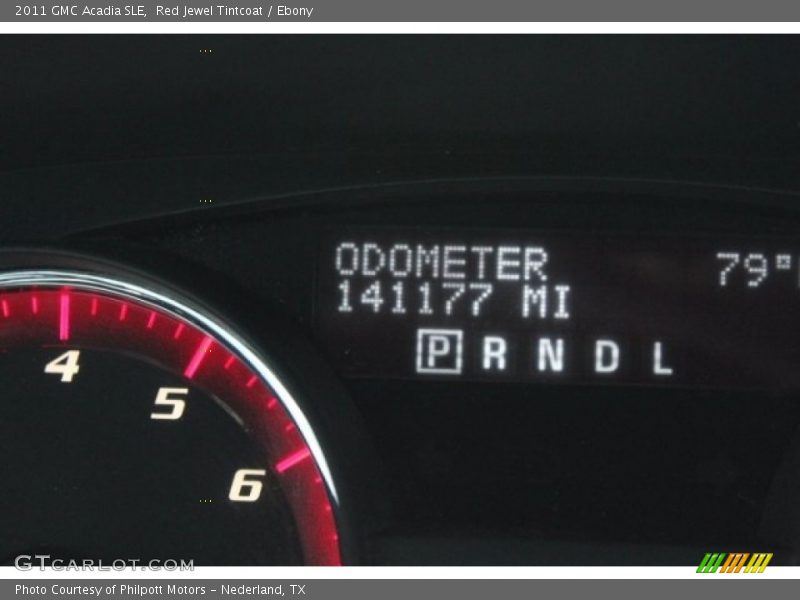 2011 GMC Acadia SLE, Red Jewel Tintcoat / Ebony
ODOMETER 79°
141177 MI
P R N D L
4
5
6
GTCARLOT.COM
Photo Courtesy of Philpott Motors - Nederland, TX